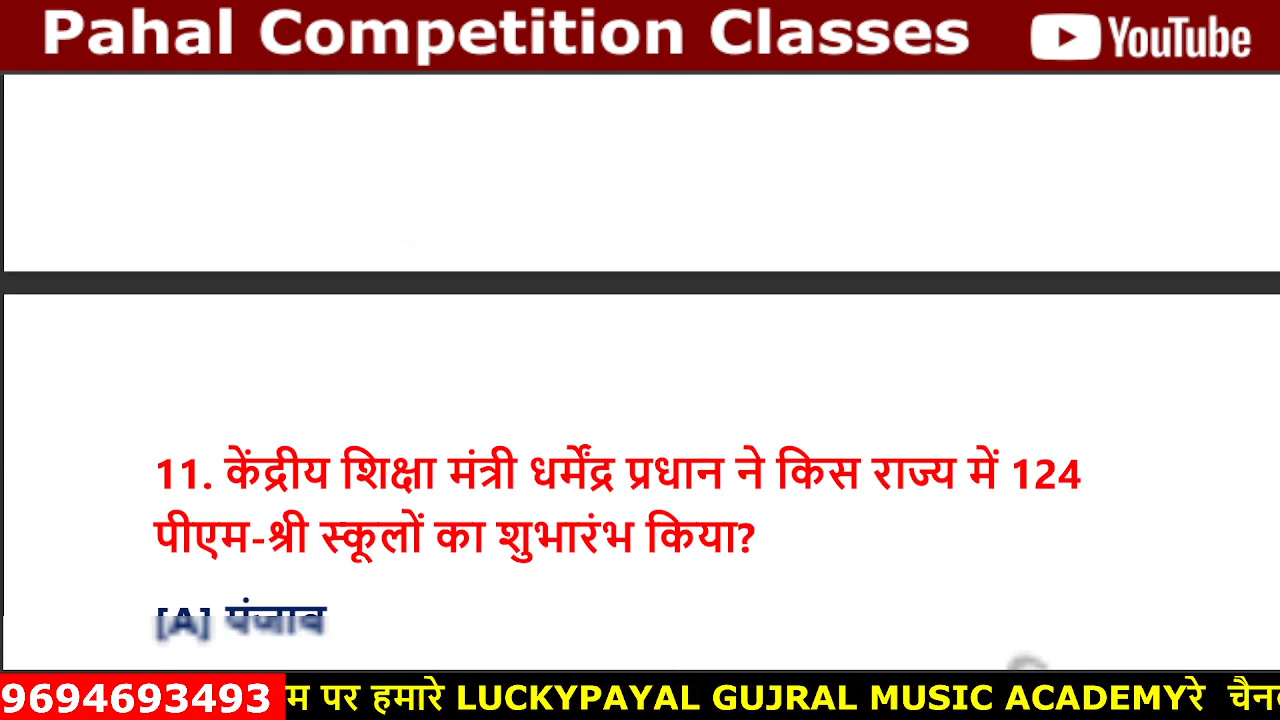 Pahal Competition Classes
YouTube
11. केंद्रीय शिक्षा मंत्री धर्मेंद्र प्रधान ने किस राज्य में 124
पीएम-श्री स्कूलों का शुभारंभ किया?
[A] पंजाब
9694693493 म पर हमारे LUCKYPAYAL GUJRAL MUSIC ACADEMYरे चैन